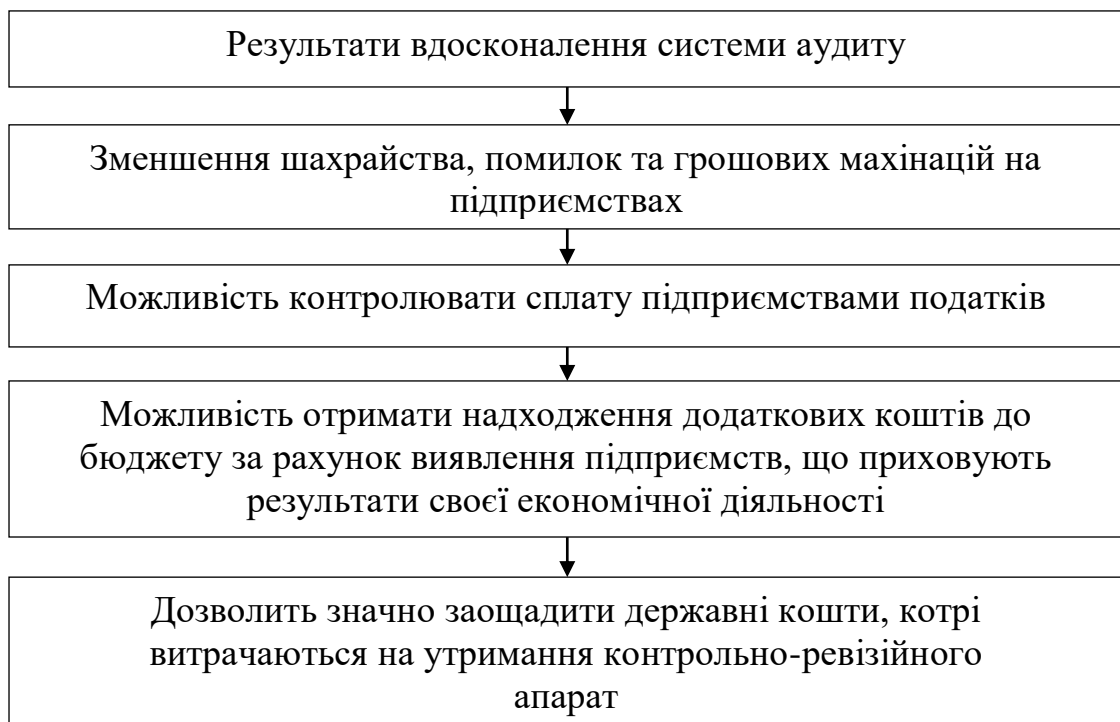 Результати вдосконалення системи аудиту
Зменшення шахрайства, помилок та грошових махінацій на
підприємствах
Можливість контролювати сплату підприємствами податків
Можливість отримати надходження додаткових коштів до
бюджету за рахунок виявлення підприємств, що приховують
результати своєї економічної діяльності
Дозволить значно заощадити державні кошти, котрі
витрачаються на утримання контрольно-ревізійного
апарат